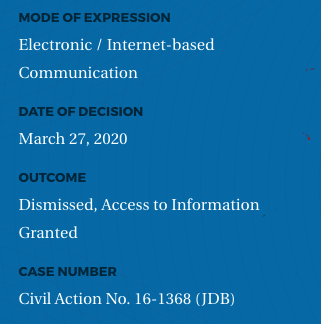 MODE OF EXPRESSION
Electronic / Internet-based
Communication
DATE OF DECISION
March 27, 2020
OUTCOME
Dismissed, Access to Information
Granted
CASE NUMBER
Civil Action No. 16-1368 (JDB)